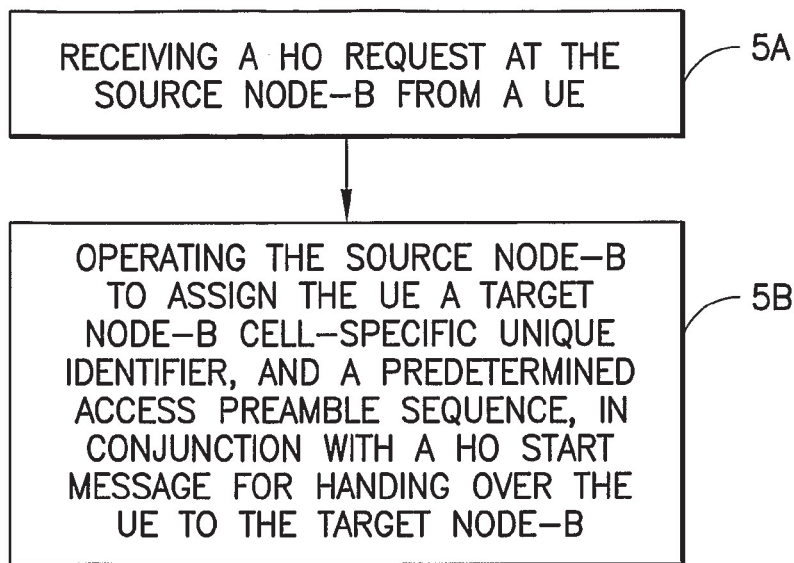 RECEIVING A HO REQUEST AT THE
SOURCE NODE-B FROM A UE
5A
OPERATING THE SOURCE NODE-B
TO ASSIGN THE UE A TARGET
NODE-B CELL-SPECIFIC UNIQUE
IDENTIFIER, AND A PREDETERMINED
ACCESS PREAMBLE SEQUENCE, IN
CONJUNCTION WITH A HO START
MESSAGE FOR HANDING OVER THE
UE TO THE TARGET NODE-B
5B